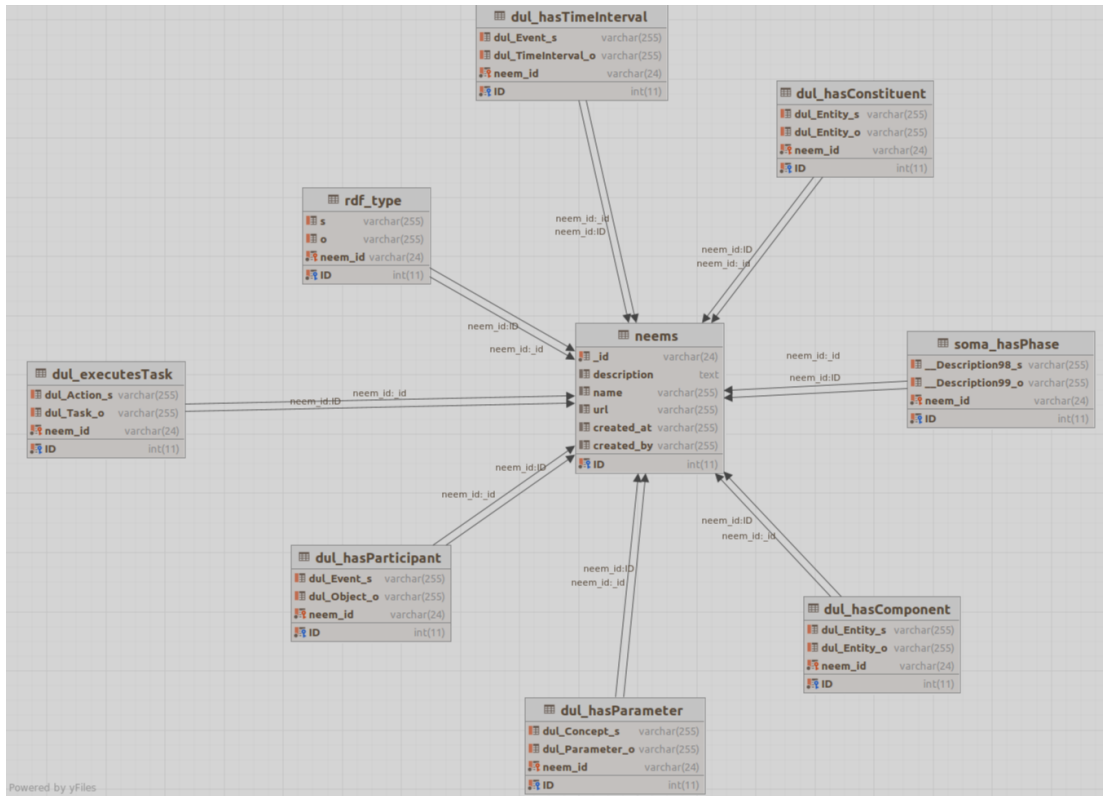 dul_hasTimeInterval
dul_Event_s varchar(255)
dul_TimeInterval_o varchar(255)
neem_id varchar(24)
ID int(11)
dul_hasConstituent
dul_Entity_s varchar(255)
dul_Entity_o varchar(255)
neem_id varchar(24)
ID int(11)
rdf_type
s varchar(255)
o varchar(255)
neem_id varchar(24)
ID int(11)
neem_id:_id
neem_id:ID
neem_id:ID
neem_id:_id
neem_id:ID
neem_id:_id
neems
_id varchar(24)
description text
name varchar(255)
url varchar(255)
created_at varchar(255)
created_by varchar(255)
ID int(11)
soma_hasPhase
__Description98_s varchar(255)
__Description99_o varchar(255)
neem_id varchar(24)
ID int(11)
neem_id:_id
neem_id:ID
dul_executesTask
dul_Action_s varchar(255)
dul_Task_o varchar(255)
neem_id varchar(24)
ID int(11)
neem_id:_id
neem_id:ID
neem_id:ID
neem_id:_id
dul_hasParticipant
dul_Event_s varchar(255)
dul_Object_o varchar(255)
neem_id varchar(24)
ID int(11)
neem_id:ID
neem_id:_id
neem_id:ID
neem_id:_id
dul_hasComponent
dul_Entity_s varchar(255)
dul_Entity_o varchar(255)
neem_id varchar(24)
ID int(11)
dul_hasParameter
dul_Concept_s varchar(255)
dul_Parameter_o varchar(255)
neem_id varchar(24)
ID int(11)
Powered by yFiles